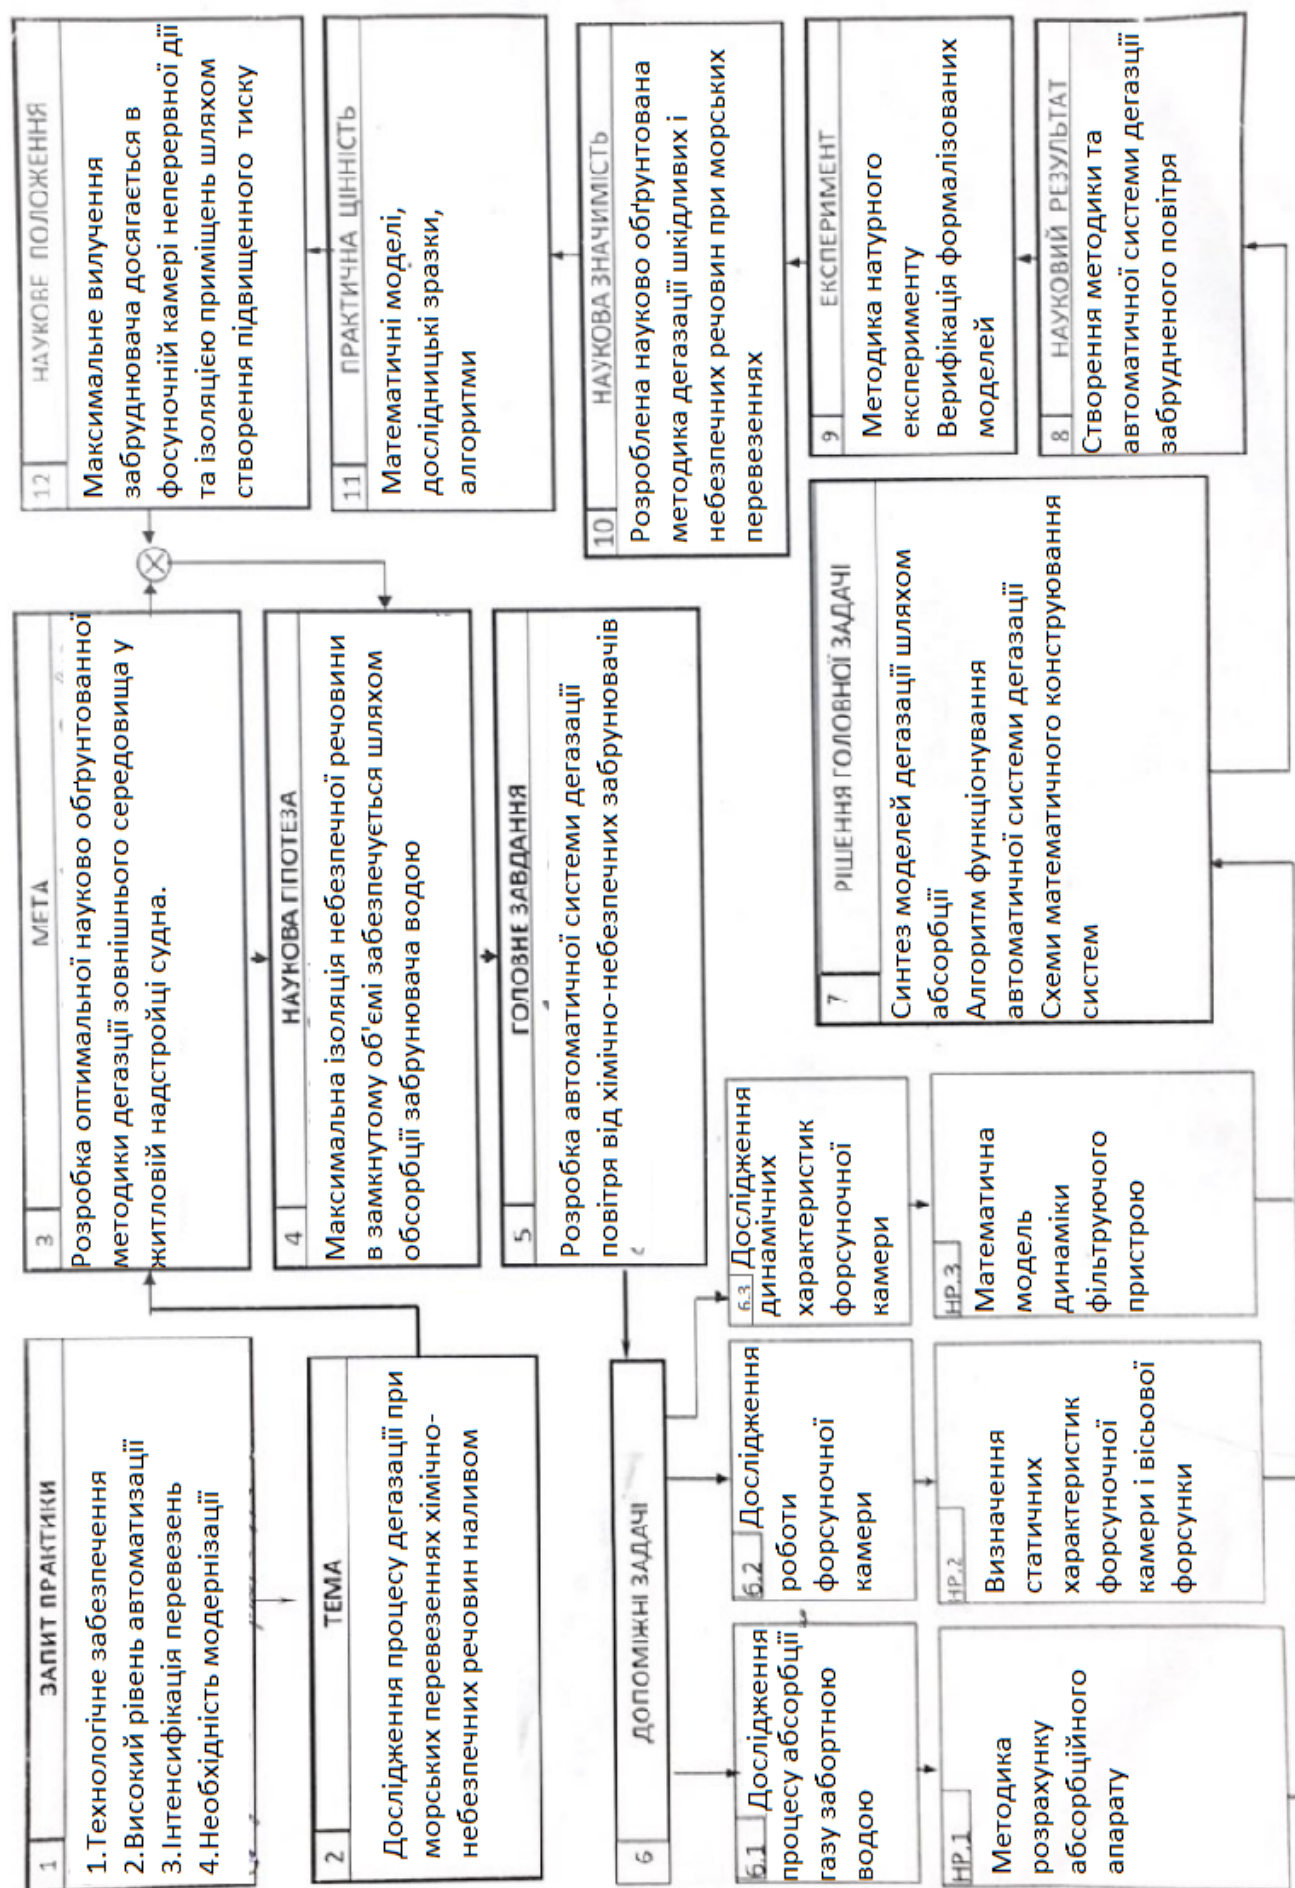 1 ЗАПИТ ПРАКТИКИ
1.Технологічне забезпечення
2.Високий рівень автоматизації
3.Інтенсифікація перевезень
4.Необхідність модернізації
2 ТЕМА
Дослідження процесу дегазації при
морських перевезеннях хімічно-
небезпечних речовин наливом
3 МЕТА
Розробка оптимальної науково обґрунтованної
методики дегазції зовнішнього середовища у
житловій надстройці судна.
4 НАУКОВА ГІПОТЕЗА
Максимальна ізоляція небезпечної речовини
в замкнутому об'ємі забезпечується шляхом
обсорбції забрунювача водою
5 ГОЛОВНЕ ЗАВДАННЯ
Розробка автоматичної системи дегазації
повітря від хімічно-небезпечних забрунювачів
6 ДОПОМІЖНІ ЗАДАЧІ
6.1 Дослідження
процесу абсорбції
газу забортною
водою
6.2 Дослідження
роботи
форсуночної
камери
6.3 Дослідження
динамічних
характеристик
форсуночної
камери
НР.1
Методика
розрахунку
абсорбційного
апарату
НР.2
Визначення
статичних
характеристик
форсуночної
камери і вісьової
форсунки
НР.3
Математична
модель
динаміки
фільтруючого
пристрою
7 РІШЕННЯ ГОЛОВНОЇ ЗАДАЧІ
Синтез моделей дегазації шляхом
абсорбції
Алгоритм функціонування
автоматичної системи дегазації
Схеми математичного конструювання
систем
8 НАУКОВИЙ РЕЗУЛЬТАТ
Створення методики та
автоматичної системи дегазції
забрудненого повітря
9 ЕКСПЕРИМЕНТ
Методика натурного
експерименту
Верифікація формалізованих
моделей
10 НАУКОВА ЗНАЧИМІСТЬ
Розроблена науково обґрунтована
методика дегазації шкідливих і
небезпечних речовин при морських
перевезеннях
11 ПРАКТИЧНА ЦІННІСТЬ
Математичні моделі,
дослідницькі зразки,
алгоритми
12 НАУКОВЕ ПОЛОЖЕННЯ
Максимальне вилучення
забруднювача досягається в
фосуночній камері неперервної дії
та ізоляцією приміщень шляхом
створення підвищенного тиску